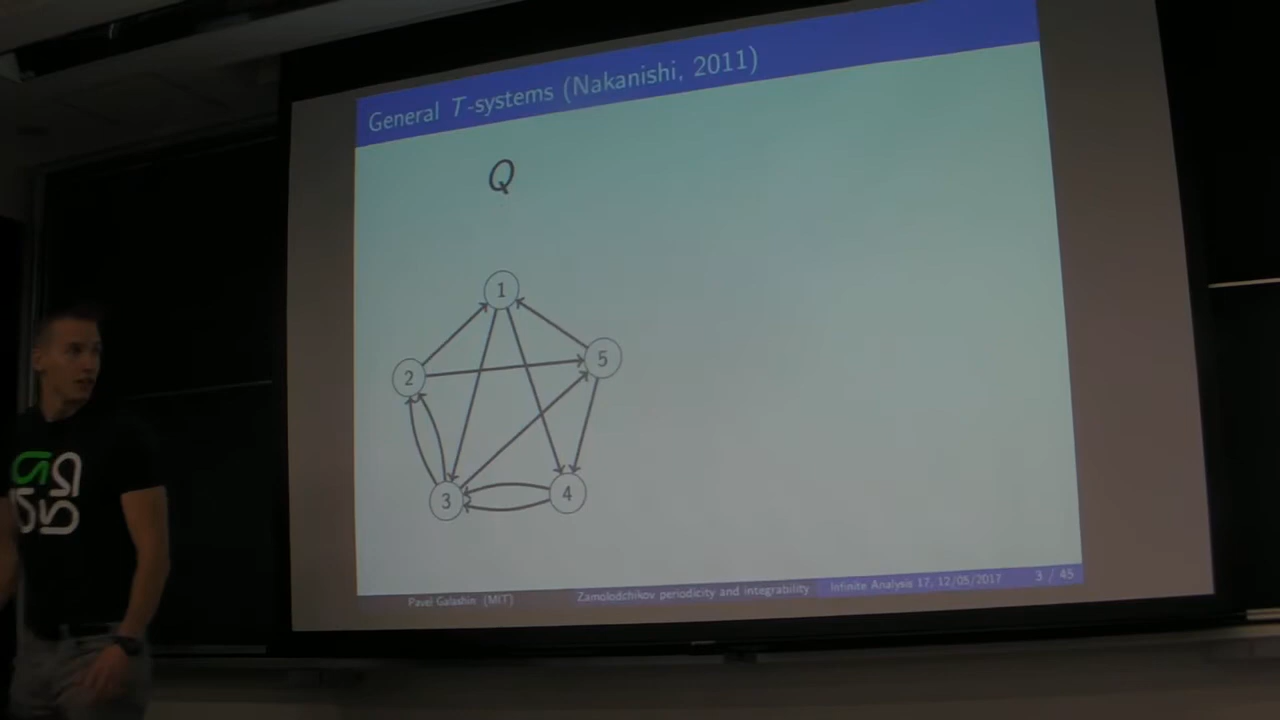 General T-systems (Nakanishi, 2011)
Q
1
2
5
3
4
Pavel Galashin (MIT)
Zamolodchikov periodicity and integrability
Infinite Analysis 17, 12/05/2017
3 / 45